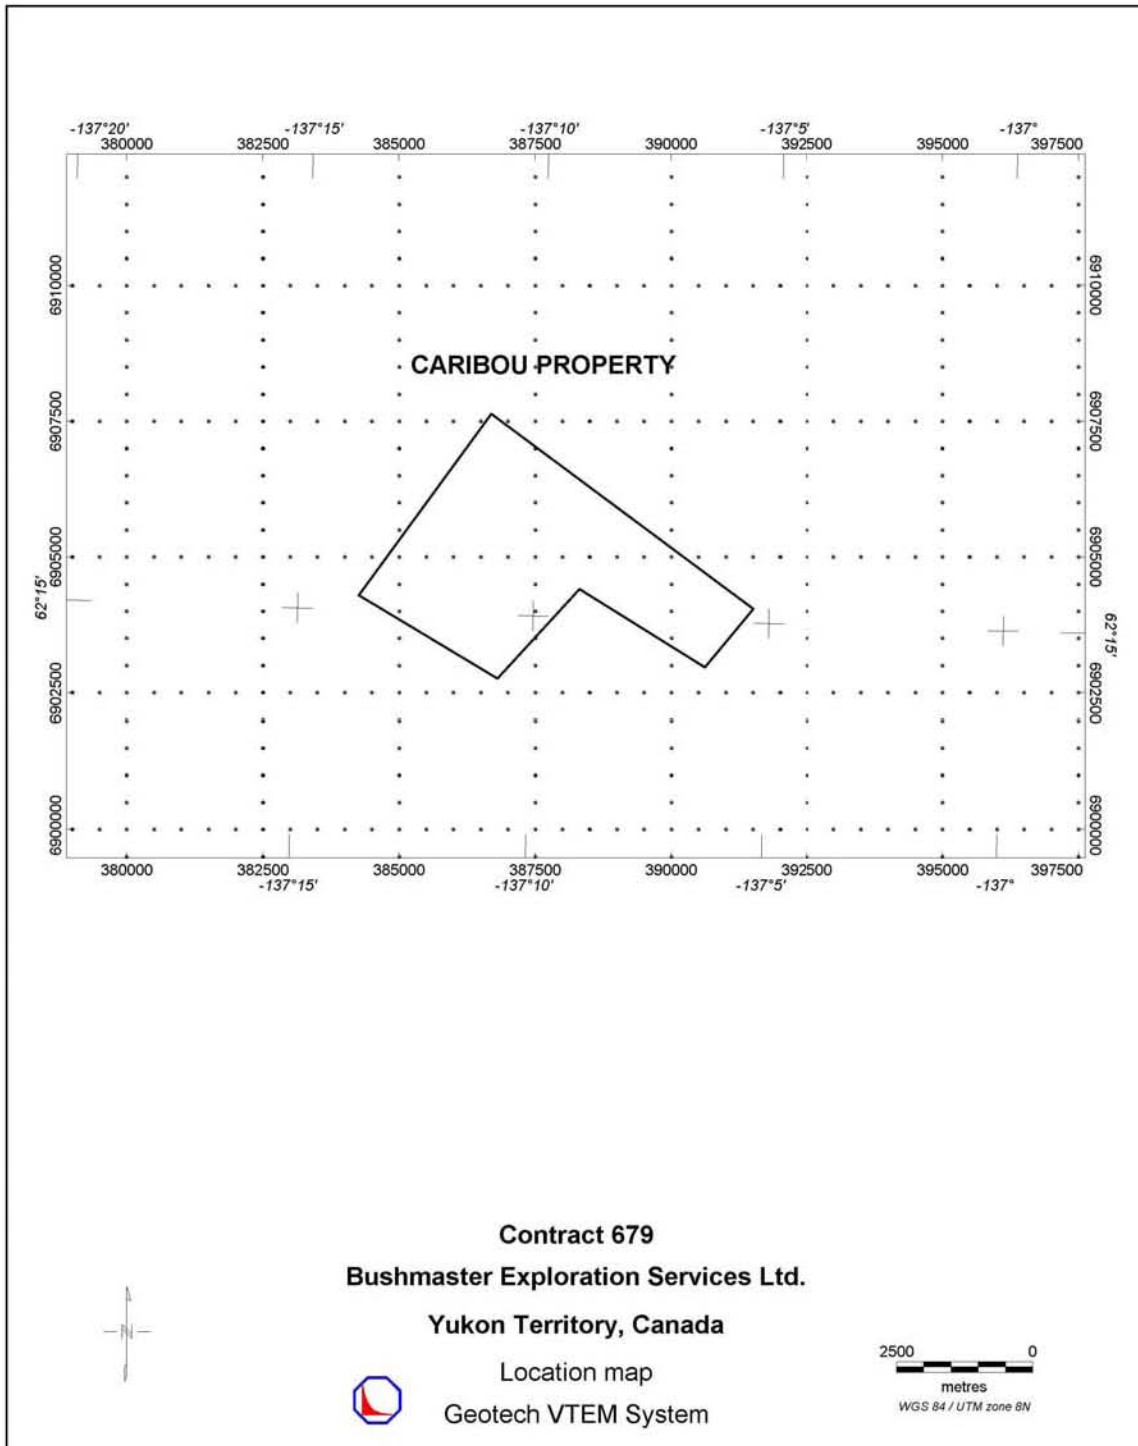 -137°20' -137°15' -137°10' -137°5' -137°
380000 382500 385000 387500 390000 392500 395000 397500
6910000 6910000
CARIBOU PROPERTY
6907500 6907500
6905000 6905000
62°15' 62°15'
6902500 6902500
6900000 6900000
380000 382500 385000 387500 390000 392500 395000 397500
-137°15' -137°10' -137°5' -137°
Contract 679
Bushmaster Exploration Services Ltd.
Yukon Territory, Canada
N
Location map
Geotech VTEM System
2500 0
metres
WGS 84 / UTM zone 8N